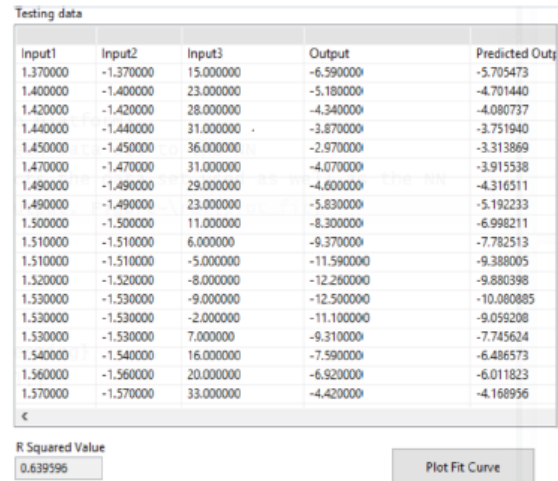 Testing data
Input1 Input2 Input3 Output Predicted Outp
1.370000 -1.370000 15.000000 -6.590000 -5.705473
1.400000 -1.400000 23.000000 -5.180000 -4.701440
1.420000 -1.420000 28.000000 -4.340000 -4.080737
1.440000 -1.440000 31.000000 -3.870000 -3.751940
1.450000 -1.450000 36.000000 -2.970000 -3.313869
1.470000 -1.470000 31.000000 -4.070000 -3.915538
1.490000 -1.490000 29.000000 -4.600000 -4.316511
1.490000 -1.490000 23.000000 -5.830000 -5.192233
1.500000 -1.500000 11.000000 -8.300000 -6.998211
1.510000 -1.510000 6.000000 -9.370000 -7.782513
1.510000 -1.510000 -5.000000 -11.590000 -9.388005
1.520000 -1.520000 -8.000000 -12.260000 -9.880398
1.530000 -1.530000 -9.000000 -12.500000 -10.080885
1.530000 -1.530000 -2.000000 -11.100000 -9.059208
1.530000 -1.530000 7.000000 -9.310000 -7.745624
1.540000 -1.540000 16.000000 -7.590000 -6.486573
1.560000 -1.560000 20.000000 -6.920000 -6.011823
1.570000 -1.570000 33.000000 -4.420000 -4.168956
R Squared Value
0.639596 Plot Fit Curve